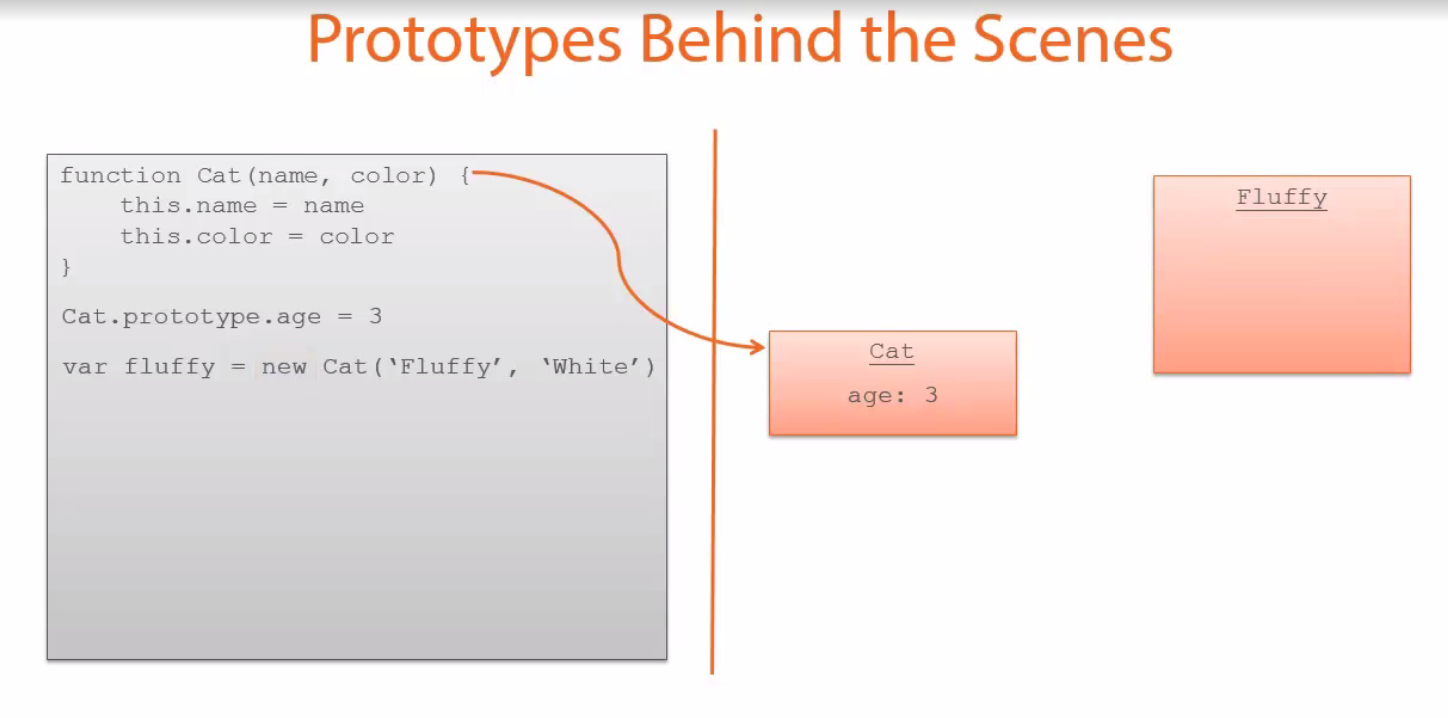 Prototypes Behind the Scenes
function Cat(name, color) {
    this.name = name
    this.color = color
}
Cat.prototype.age = 3
var fluffy = new Cat(‘Fluffy’, ‘White’)
Cat
age: 3
Fluffy